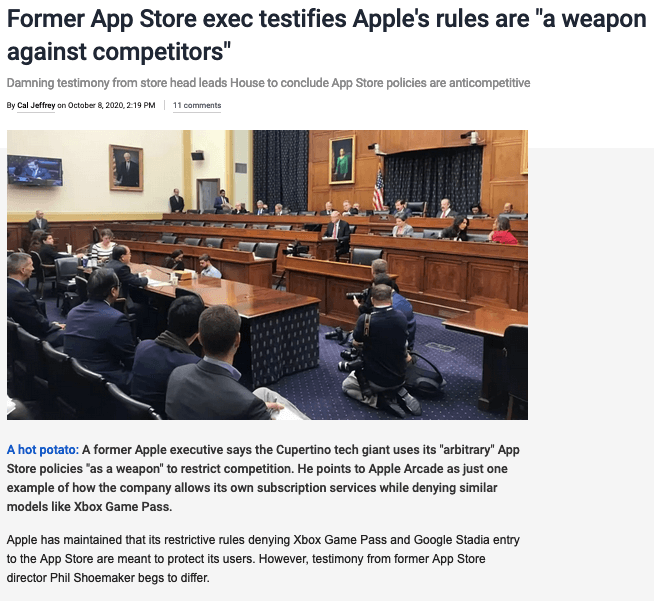 Former App Store exec testifies Apple's rules are "a weapon
against competitors"
Damning testimony from store head leads House to conclude App Store policies are anticompetitive
By Cal Jeffrey on October 8, 2020, 2:19 PM 11 comments
A hot potato: A former Apple executive says the Cupertino tech giant uses its "arbitrary" App
Store policies "as a weapon" to restrict competition. He points to Apple Arcade as just one
example of how the company allows its own subscription services while denying similar
models like Xbox Game Pass.
Apple has maintained that its restrictive rules denying Xbox Game Pass and Google Stadia entry
to the App Store are meant to protect its users. However, testimony from former App Store
director Phil Shoemaker begs to differ.